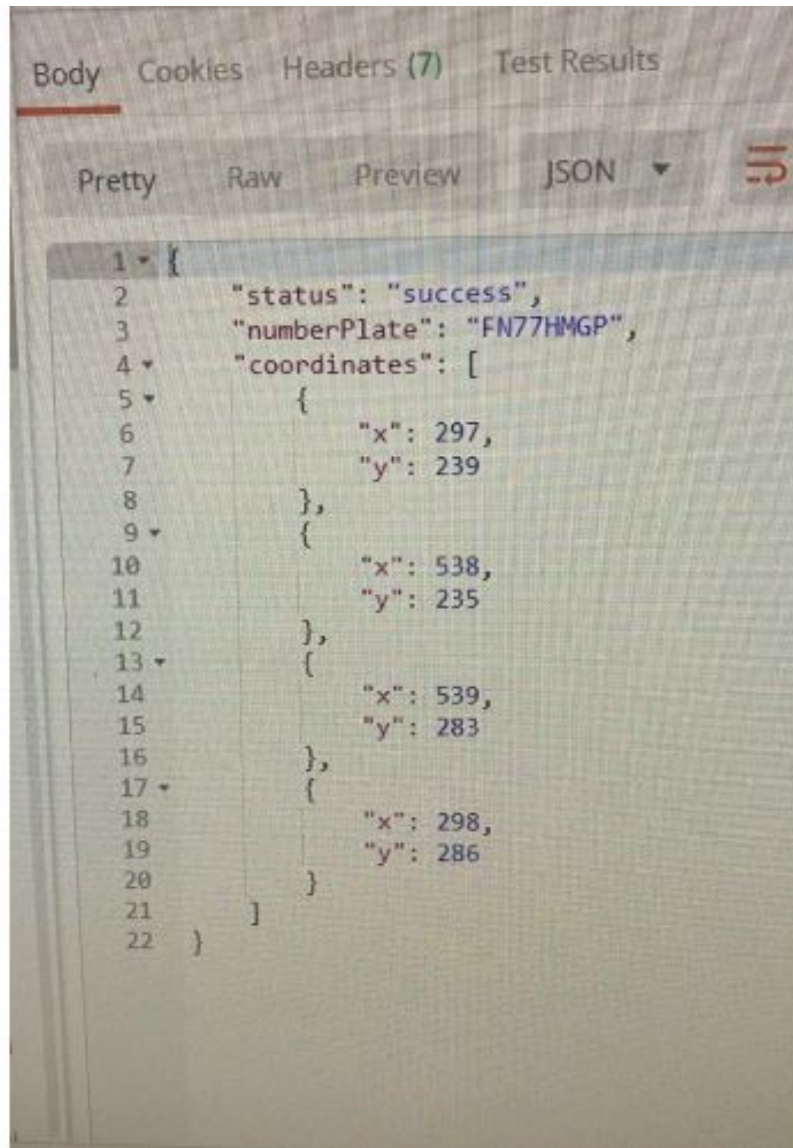 Body Cookies Headers (7) Test Results
Pretty Raw Preview JSON
1 {
2 "status": "success",
3 "numberPlate": "FN77HMGP",
4 "coordinates": [
5 {
6 "x": 297,
7 "y": 239
8 },
9 {
10 "x": 538,
11 "y": 235
12 },
13 {
14 "x": 539,
15 "y": 283
16 },
17 {
18 "x": 298,
19 "y": 286
20 }
21 ]
22 }